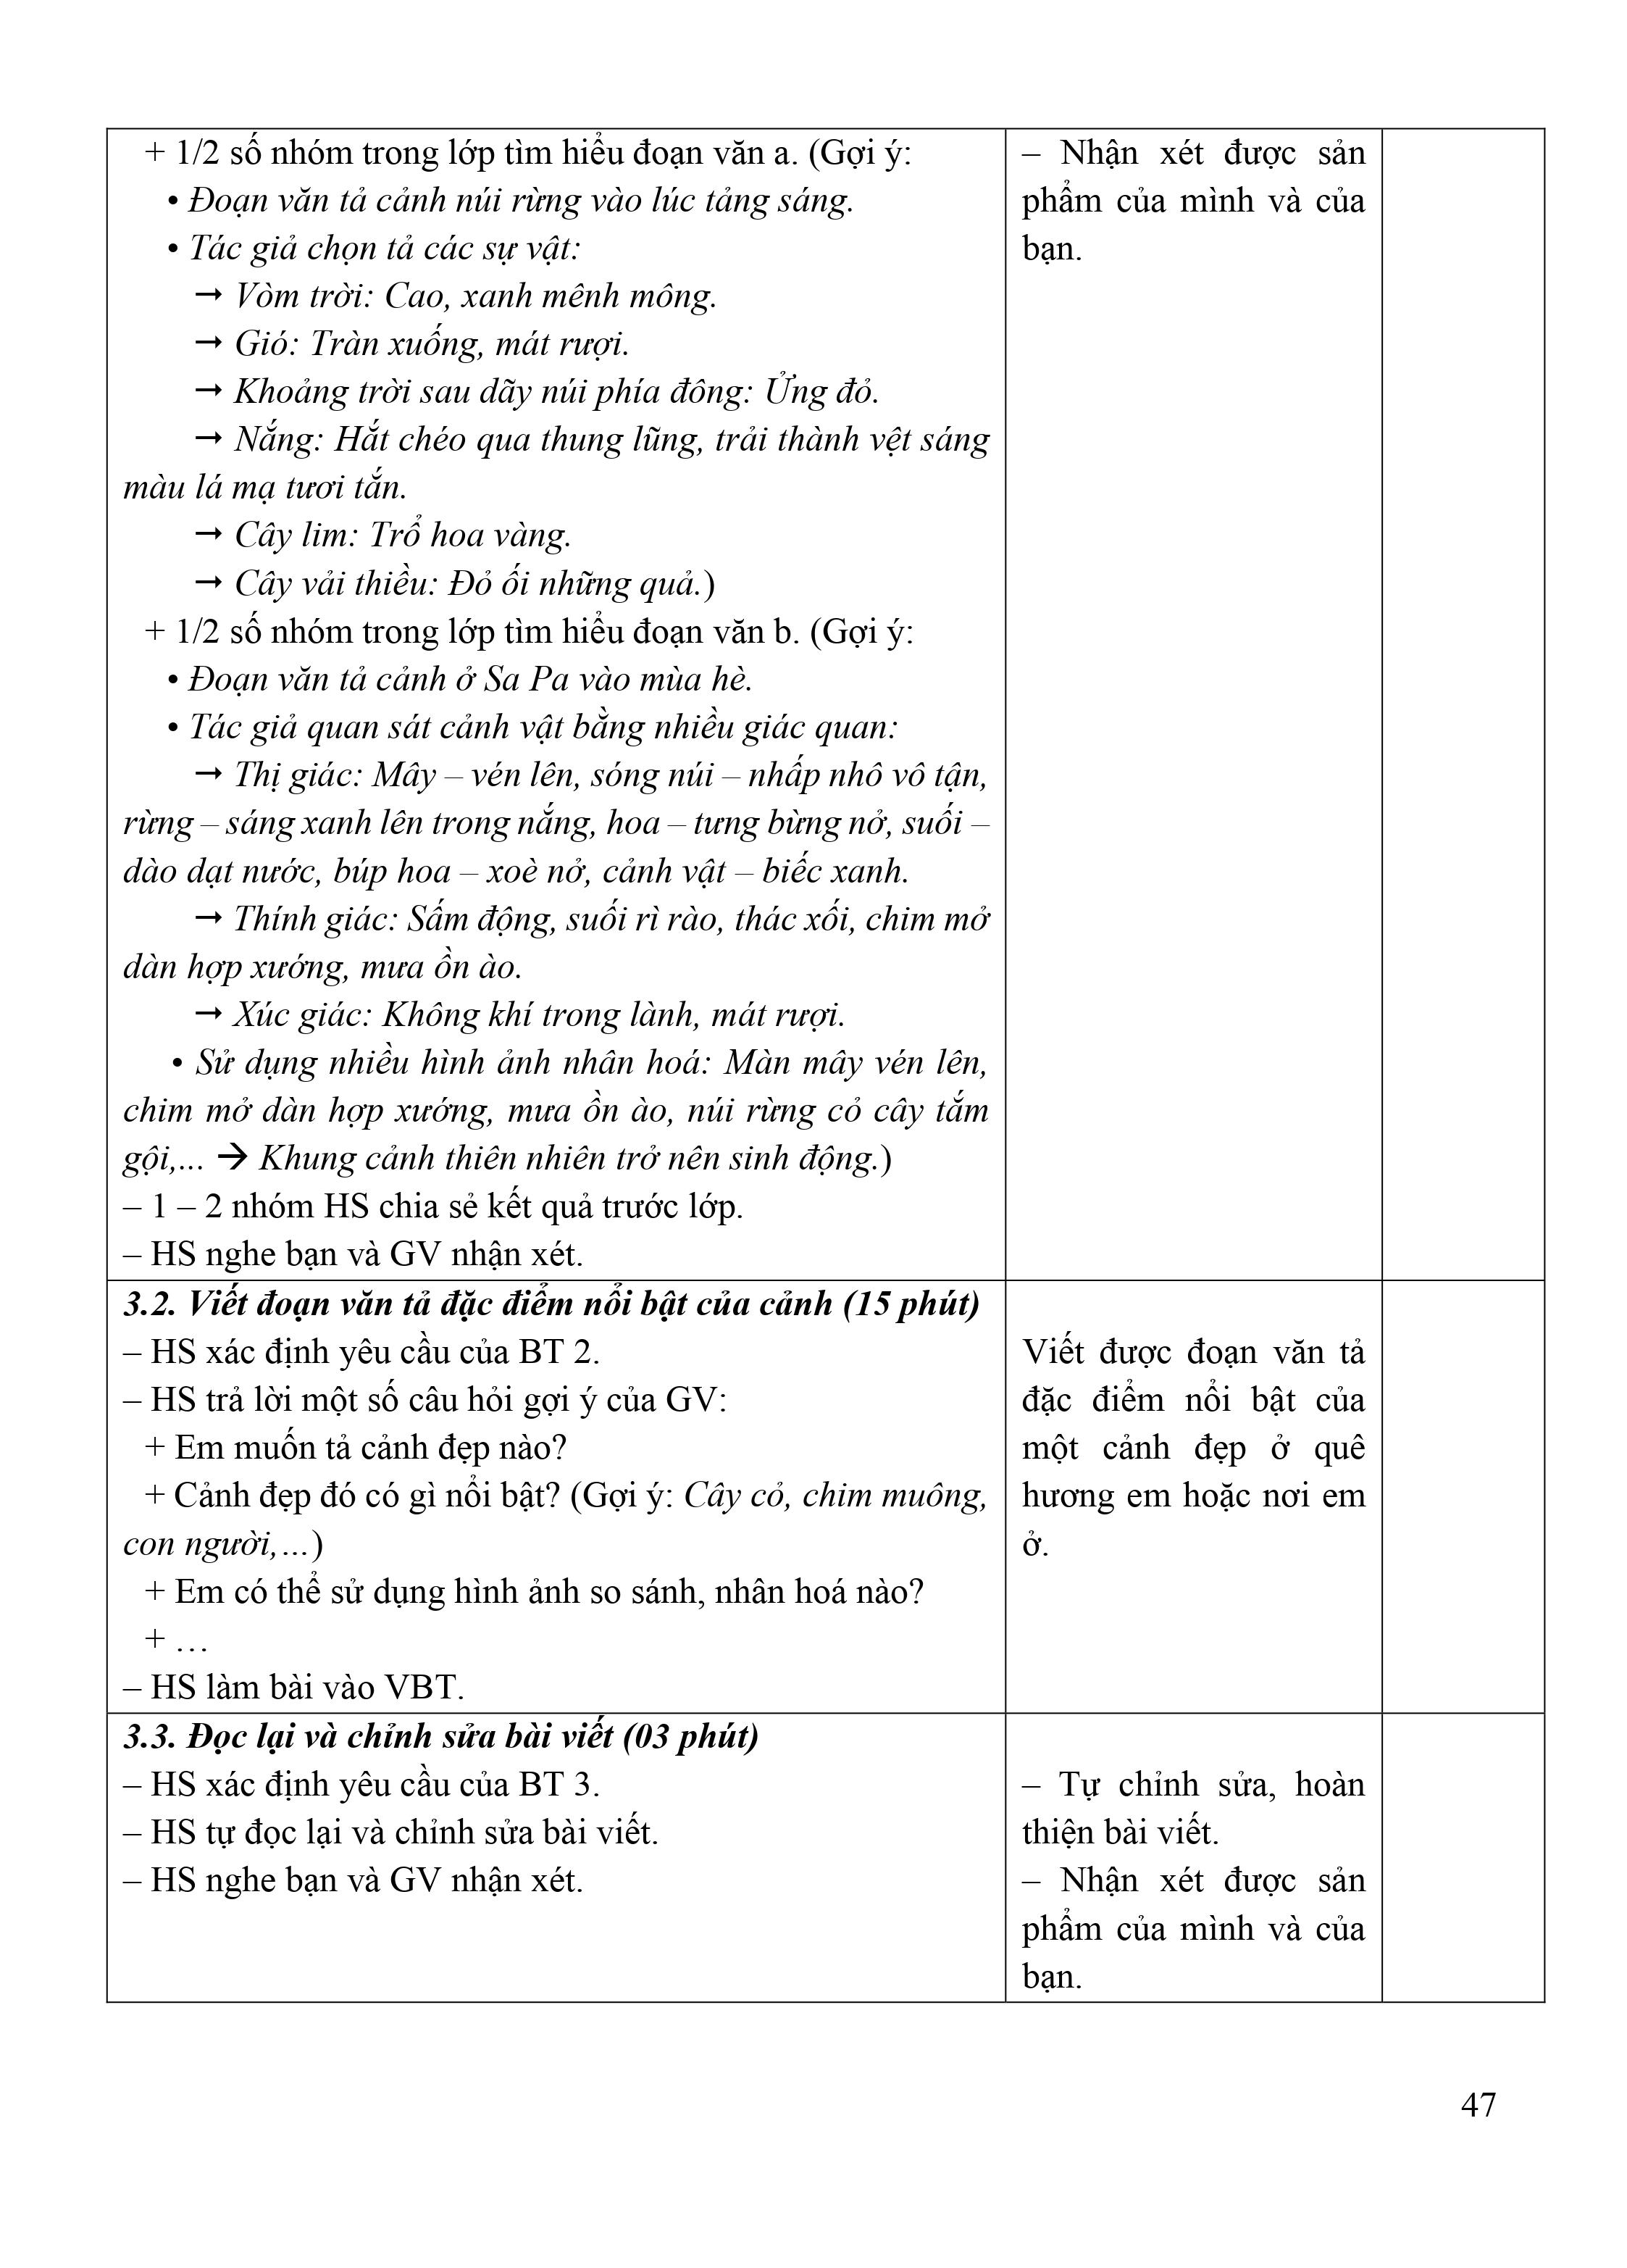 + 1/2 số nhóm trong lớp tìm hiểu đoạn văn a. (Gợi ý:
• Đoạn văn tả cảnh núi rừng vào lúc tảng sáng.
• Tác giả chọn tả các sự vật:
→ Vòm trời: Cao, xanh mênh mông.
→ Gió: Tràn xuống, mát rượi.
→ Khoảng trời sau dãy núi phía đông: Ửng đỏ.
→ Nắng: Hắt chéo qua thung lũng, trải thành vệt sáng
màu lá mạ tươi tắn.
→ Cây lim: Trổ hoa vàng.
→ Cây vải thiều: Đỏ ối những quả.)
+ 1/2 số nhóm trong lớp tìm hiểu đoạn văn b. (Gợi ý:
• Đoạn văn tả cảnh ở Sa Pa vào mùa hè.
• Tác giả quan sát cảnh vật bằng nhiều giác quan:
→ Thị giác: Mây – vén lên, sóng núi – nhấp nhô vô tận,
rừng – sáng xanh lên trong nắng, hoa – tưng bừng nở, suối –
dào dạt nước, búp hoa – xoè nở, cảnh vật – biếc xanh.
→ Thính giác: Sấm động, suối rì rào, thác xối, chim mở
dàn hợp xướng, mưa ồn ào.
→ Xúc giác: Không khí trong lành, mát rượi.
• Sử dụng nhiều hình ảnh nhân hoá: Màn mây vén lên,
chim mở dàn hợp xướng, mưa ồn ào, núi rừng cỏ cây tắm
gội,... → Khung cảnh thiên nhiên trở nên sinh động.)
– 1 – 2 nhóm HS chia sẻ kết quả trước lớp.
– HS nghe bạn và GV nhận xét.
– Nhận xét được sản
phẩm của mình và của
bạn.
3.2. Viết đoạn văn tả đặc điểm nổi bật của cảnh (15 phút)
– HS xác định yêu cầu của BT 2.
– HS trả lời một số câu hỏi gợi ý của GV:
+ Em muốn tả cảnh đẹp nào?
+ Cảnh đẹp đó có gì nổi bật? (Gợi ý: Cây cỏ, chim muông,
con người,…)
+ Em có thể sử dụng hình ảnh so sánh, nhân hoá nào?
+ …
– HS làm bài vào VBT.
Viết được đoạn văn tả
đặc điểm nổi bật của
một cảnh đẹp ở quê
hương em hoặc nơi em
ở.
3.3. Đọc lại và chỉnh sửa bài viết (03 phút)
– HS xác định yêu cầu của BT 3.
– HS tự đọc lại và chỉnh sửa bài viết.
– HS nghe bạn và GV nhận xét.
– Tự chỉnh sửa, hoàn
thiện bài viết.
– Nhận xét được sản
phẩm của mình và của
bạn.
47